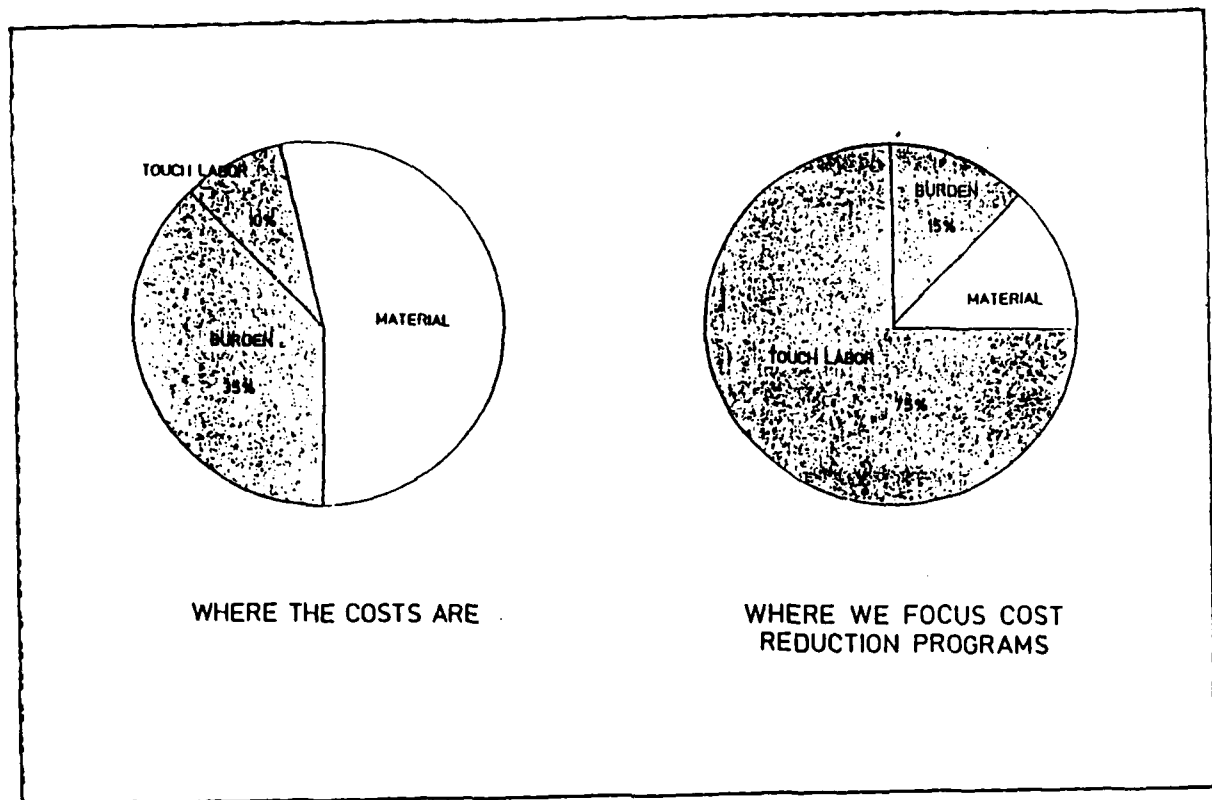 TOUCH LABOR
10%
MATERIAL
BURDEN
35%
WHERE THE COSTS ARE
BURDEN
15%
MATERIAL
TOUCH LABOR
75%
WHERE WE FOCUS COST
REDUCTION PROGRAMS